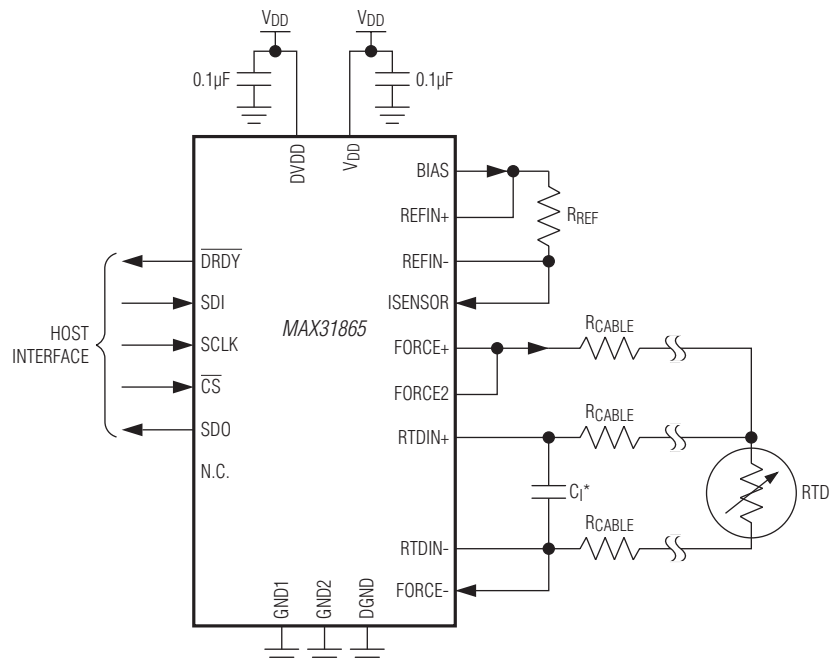 VDD
VDD
0.1µF
0.1µF
DVDD
VDD
BIAS
REFIN+
RREF
REFIN-
ISENSOR
DRDY
SDI
SCLK
CS
SDO
N.C.
HOST
INTERFACE
MAX31865
FORCE+
RCABLE
FORCE2
RTDIN+
RCABLE
CI*
RTD
RCABLE
RTDIN-
FORCE-
GND1
GND2
DGND